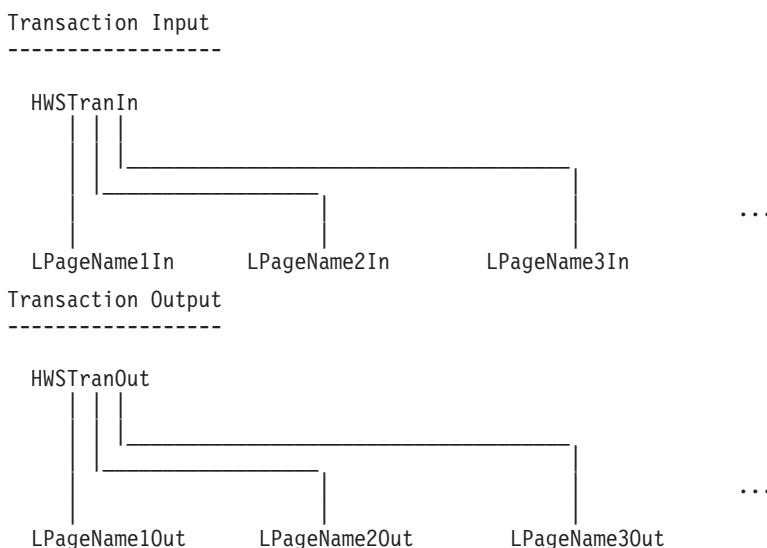 Transaction Input
------------------
HWSTranIn
...
LPageName1In LPageName2In LPageName3In
Transaction Output
------------------
HWSTranOut
...
LPageName1Out LPageName2Out LPageName3Out